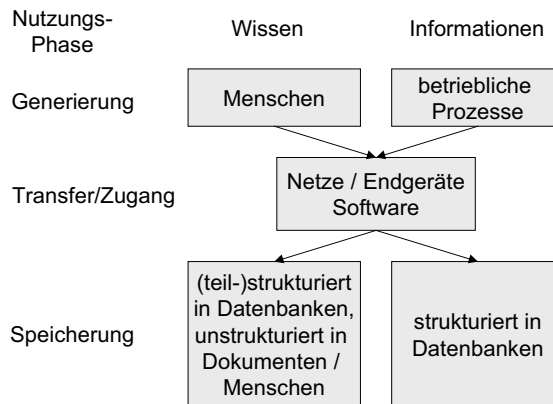 Nutzungs-
Phase
Wissen
Informationen
Generierung
Menschen
betriebliche
Prozesse
Transfer/Zugang
Netze / Endgeräte
Software
Speicherung
(teil-)strukturiert
in Datenbanken,
unstrukturiert in
Dokumenten /
Menschen
strukturiert in
Datenbanken